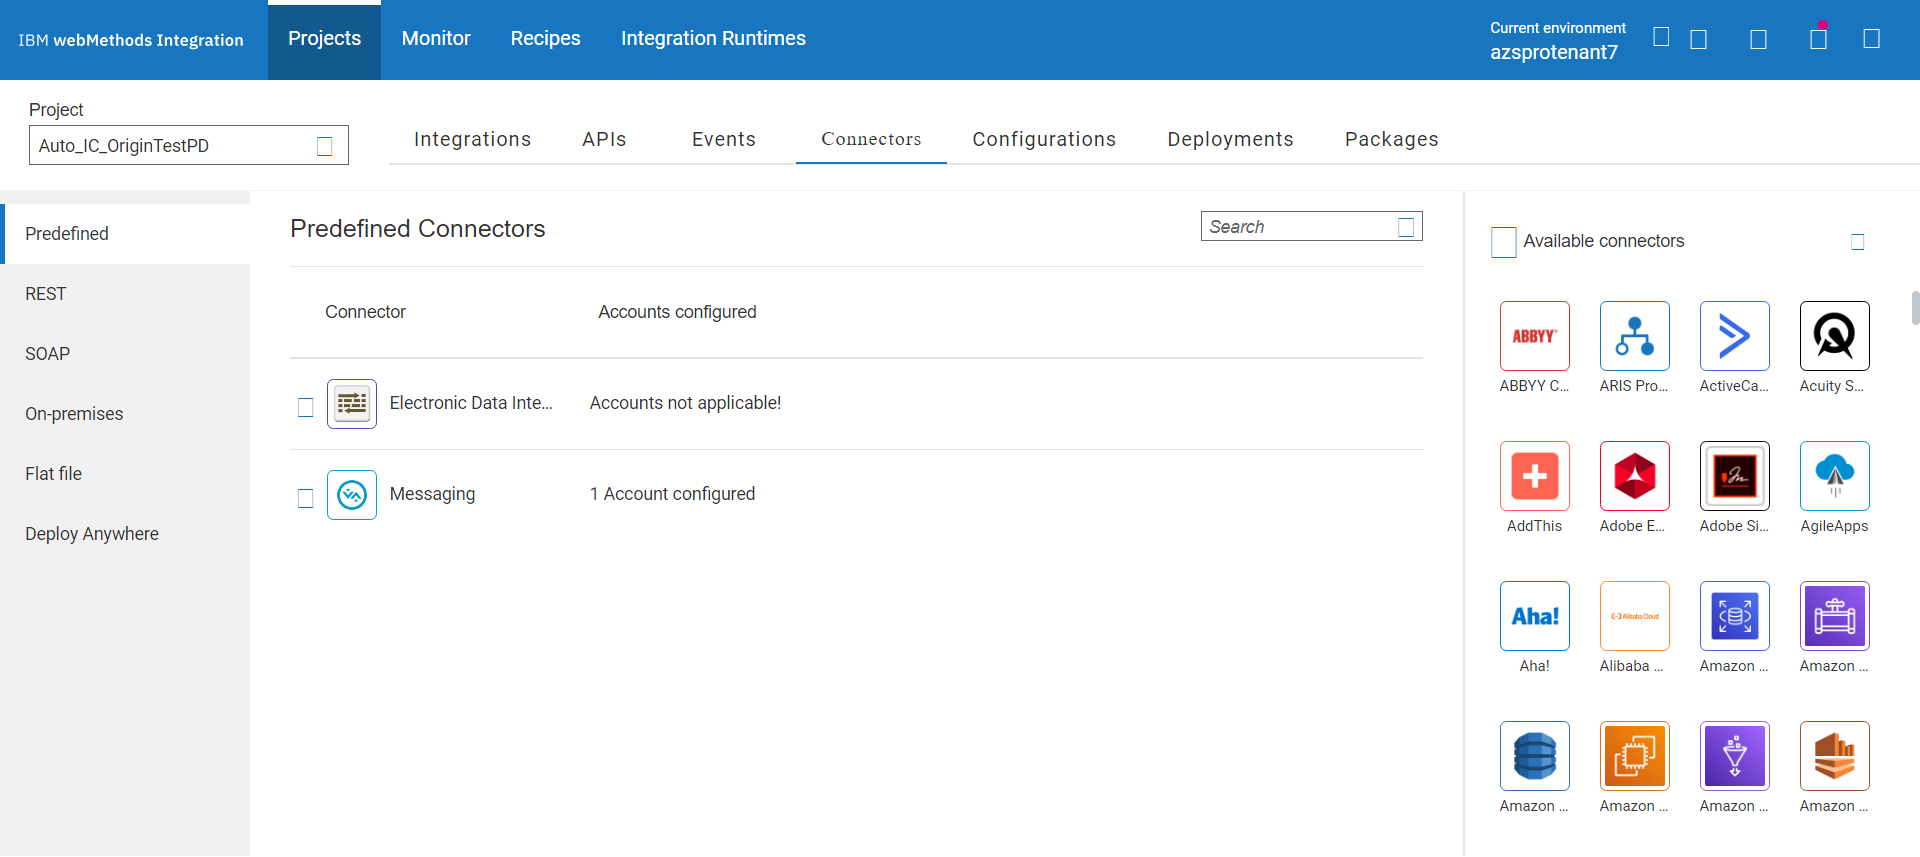 IBM webMethods Integration
Projects
Monitor
Recipes
Integration Runtimes
Current environment
azsprotenant7
Project
Auto_IC_OriginTestPD
Integrations
APIs
Events
Connectors
Configurations
Deployments
Packages
Predefined
REST
SOAP
On-premises
Flat file
Deploy Anywhere
Predefined Connectors
Search
Connector
Accounts configured
Electronic Data Inte...
Accounts not applicable!
Messaging
1 Account configured
Available connectors
ABBYY
ABBYY C...
ARIS Pro...
ActiveCa...
Acuity S...
AddThis
Adobe E...
Adobe Si...
AgileApps
Aha!
Alibaba Cloud
Aha!
Alibaba ...
Amazon ...
Amazon ...
Amazon ...
Amazon ...
Amazon ...
Amazon ...